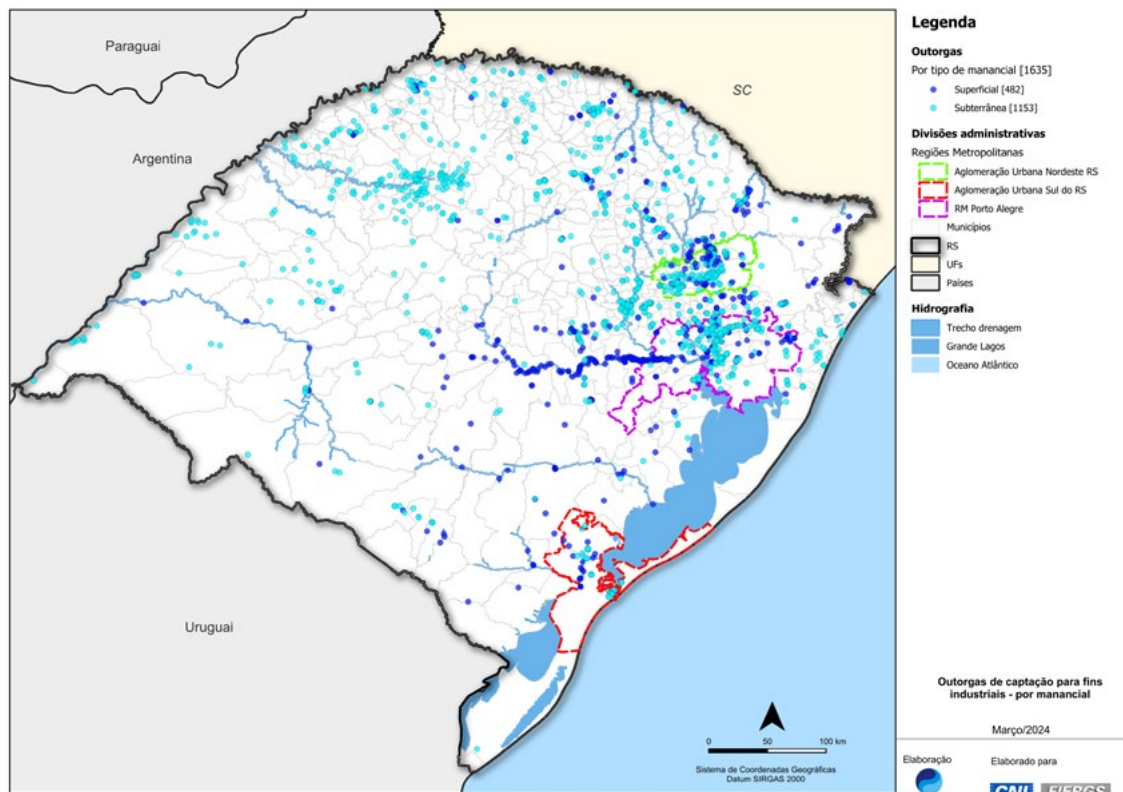 Paraguai
SC
Argentina
Uruguai
0 50 100 km
Sistema de Coordenadas Geográficas
Datum SIRGAS 2000
Legenda
Outorgas
Por tipo de manancial [1635]
Superficial [482]
Subterrânea [1153]
Divisões administrativas
Regiões Metropolitanas
Aglomeração Urbana Nordeste RS
Aglomeração Urbana Sul do RS
RM Porto Alegre
Municípios
RS
UFs
Países
Hidrografia
Trecho drenagem
Grande Lagos
Oceano Atlântico
Outorgas de captação para fins
industriais - por manancial
Março/2024
Elaboração
Elaborado para
CNI FIERGS